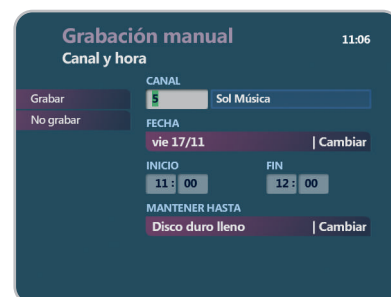 Grabación manual
11:06
Canal y hora
CANAL
Grabar
5 Sol Música
No grabar
FECHA
vie 17/11 | Cambiar
INICIO FIN
11: 00 12: 00
MANTENER HASTA
Disco duro lleno | Cambiar